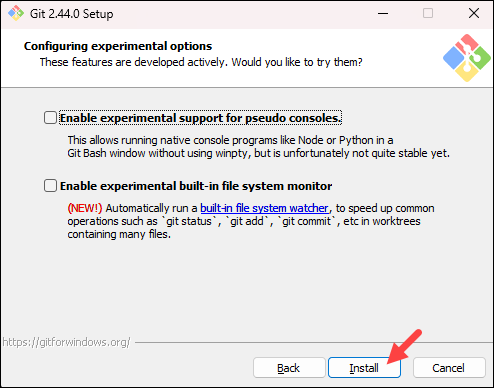 Git 2.44.0 Setup
Configuring experimental options
These features are developed actively. Would you like to try them?
Enable experimental support for pseudo consoles.
This allows running native console programs like Node or Python in a
Git Bash window without using winpty, but is unfortunately not quite stable yet.
Enable experimental built-in file system monitor
(NEW!) Automatically run a built-in file system watcher, to speed up common
operations such as `git status`, `git add`, `git commit`, etc in worktrees
containing many files.
https://gitforwindows.org/
Back Install Cancel